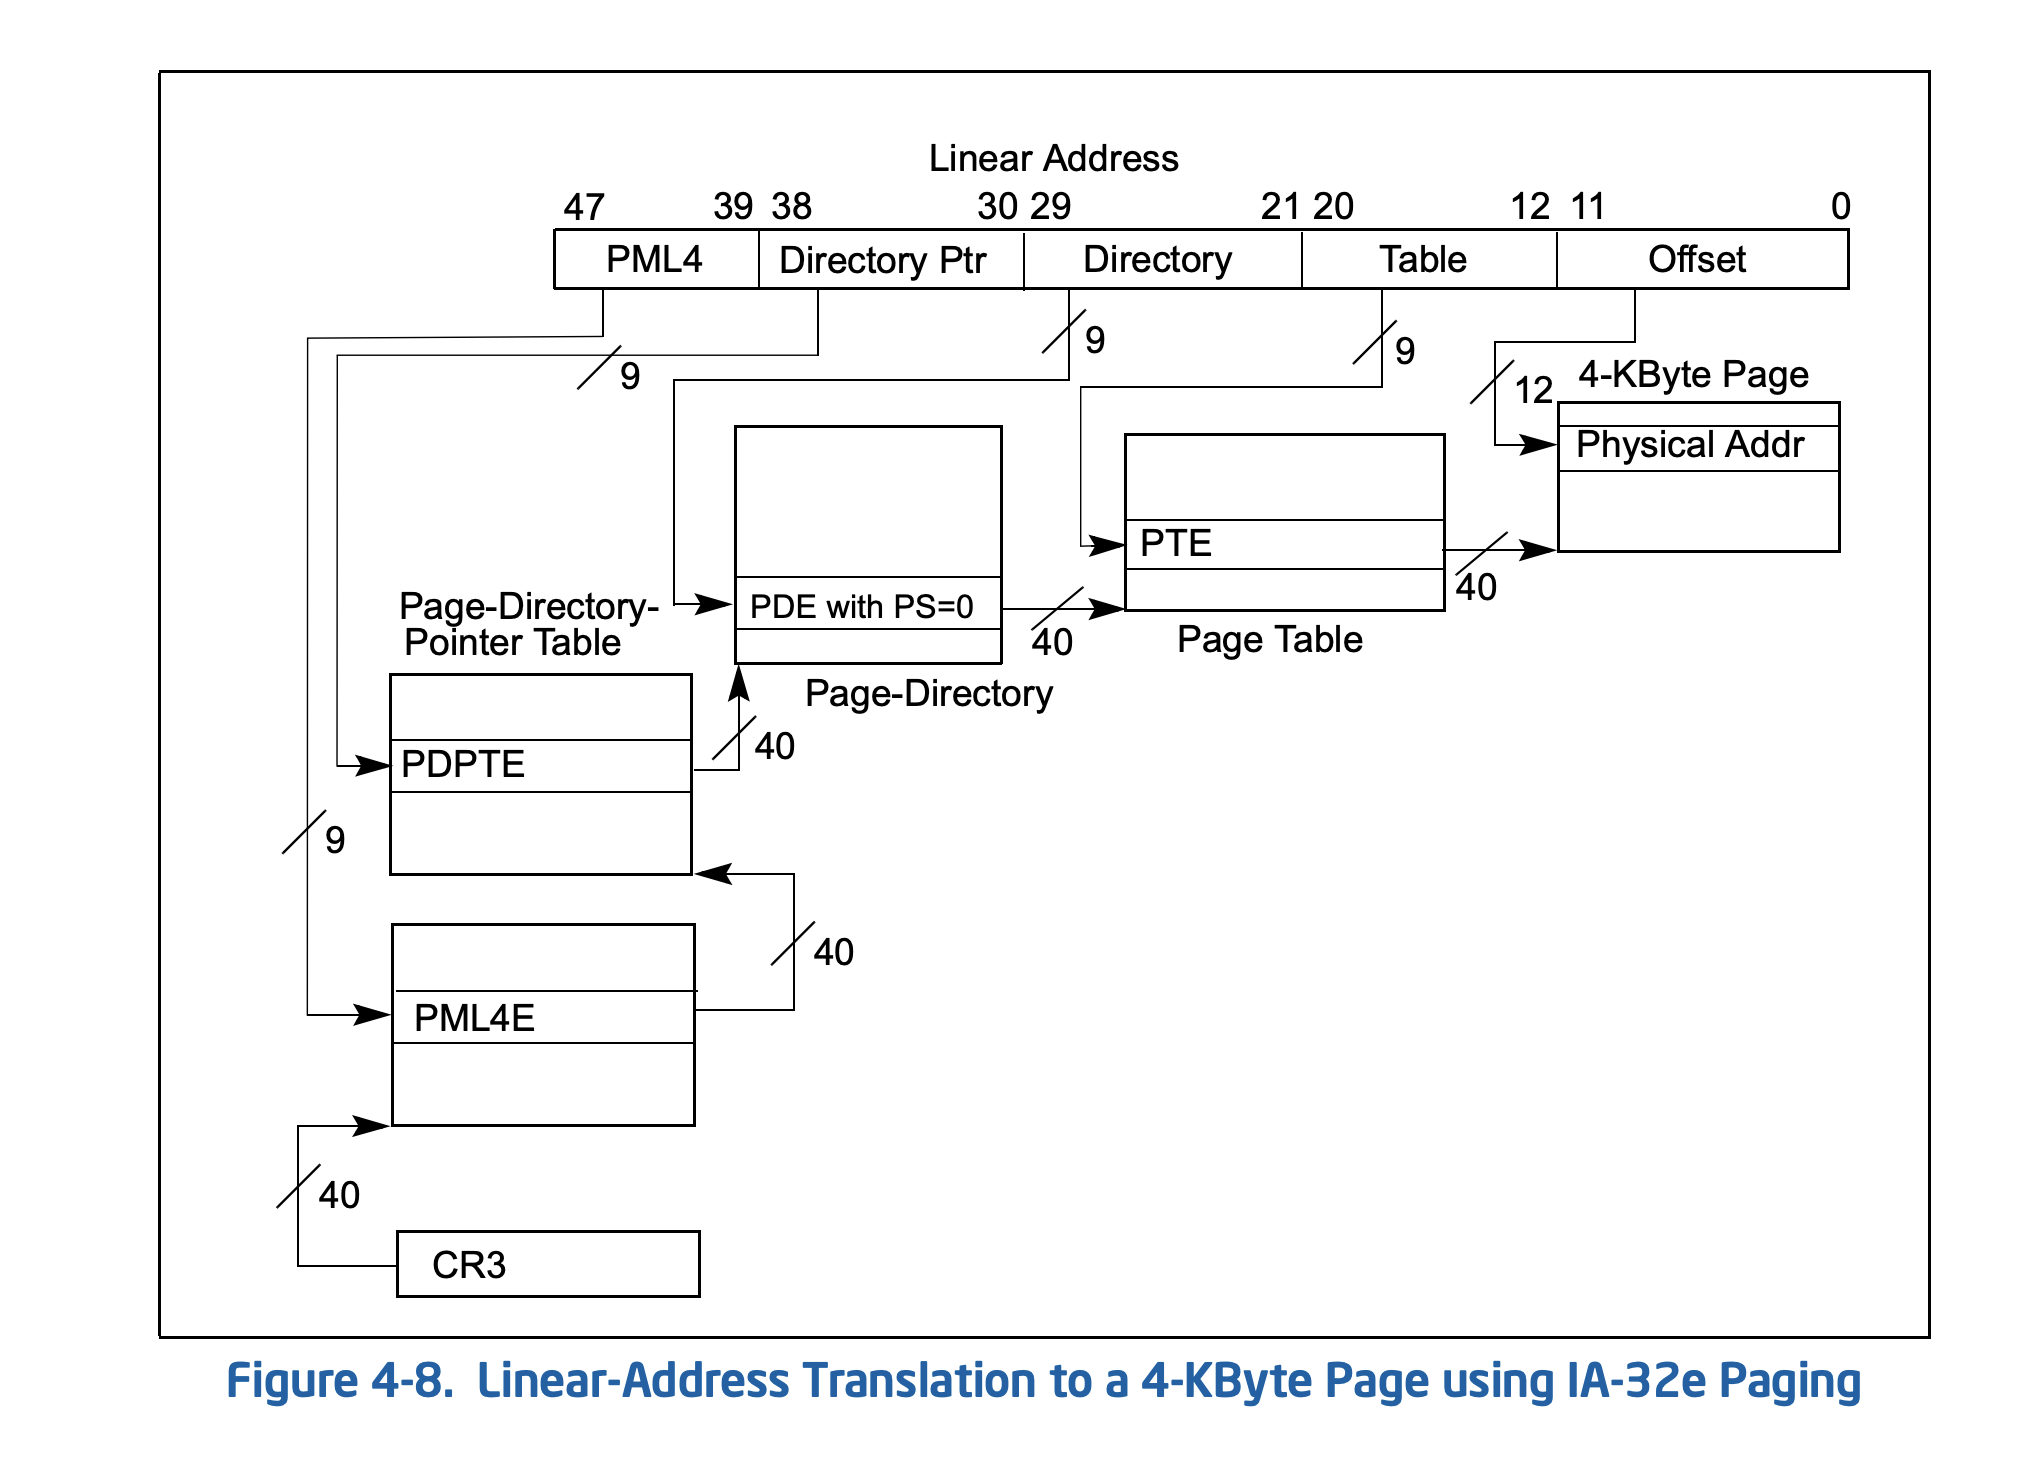 Linear Address
47 39 38 30 29 21 20 12 11 0
PML4 Directory Ptr Directory Table Offset
9
9
9
12
4-KByte Page
Physical Addr
PTE
40
Page Table
PDE with PS=0
40
Page-Directory
Page-Directory-
Pointer Table
PDPTE
40
9
PML4E
40
40
CR3
Figure 4-8. Linear-Address Translation to a 4-KByte Page using IA-32e Paging